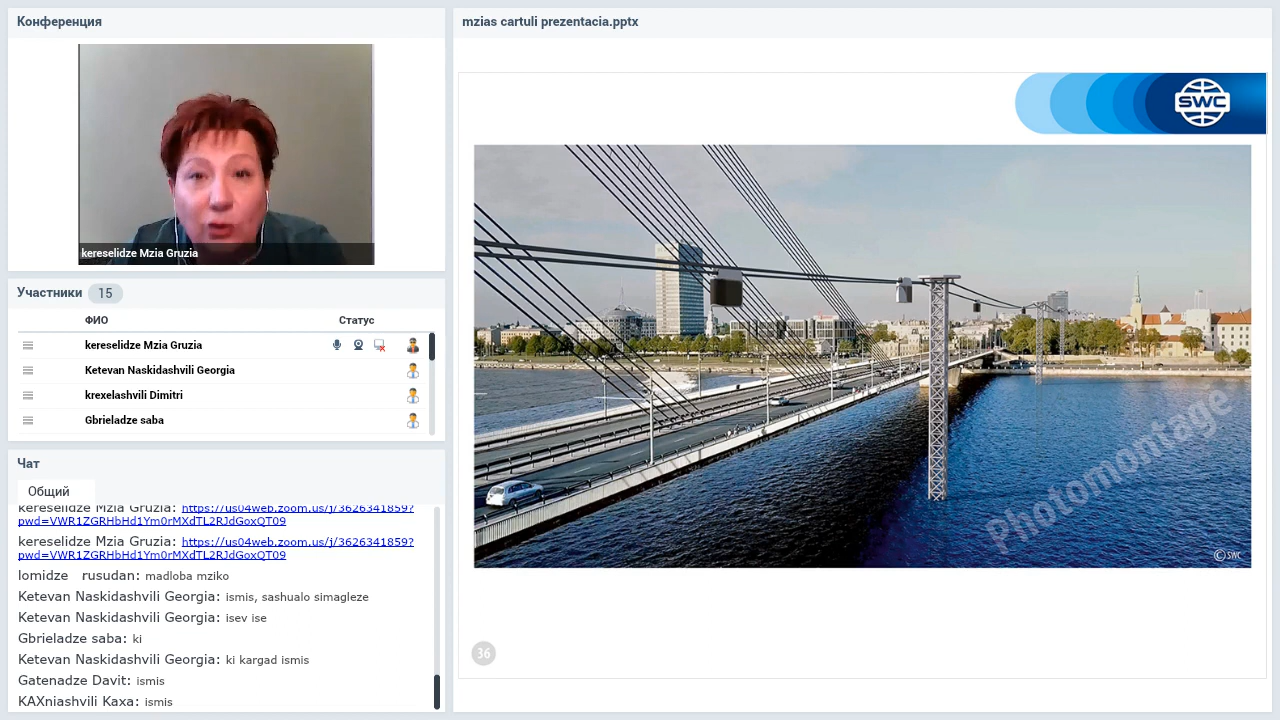 Конференция
kereselidze Mzia Gruzia
Участники 15
ФИО Статус
kereselidze Mzia Gruzia
Ketevan Naskidashvili Georgia
krexelashvili Dimitri
Gbrieladze saba
Чат
Общий
kereselidze Mzia Gruzia: https://us04web.zoom.us/j/3626341859?
pwd=VWR1ZGRHbHd1Ym0rMXdTL2RJdGoxQT09
kereselidze Mzia Gruzia: https://us04web.zoom.us/j/3626341859?
pwd=VWR1ZGRHbHd1Ym0rMXdTL2RJdGoxQT09
lomidze rusudan: madloba mziko
Ketevan Naskidashvili Georgia: ismis, sashualo simagleze
Ketevan Naskidashvili Georgia: isev ise
Gbrieladze saba: ki
Ketevan Naskidashvili Georgia: ki kargad ismis
Gatenadze Davit: ismis
KAXniashvili Kaxa: ismis
mzias cartuli prezentacia.pptx
SWC
Photomontage
© SWC
36